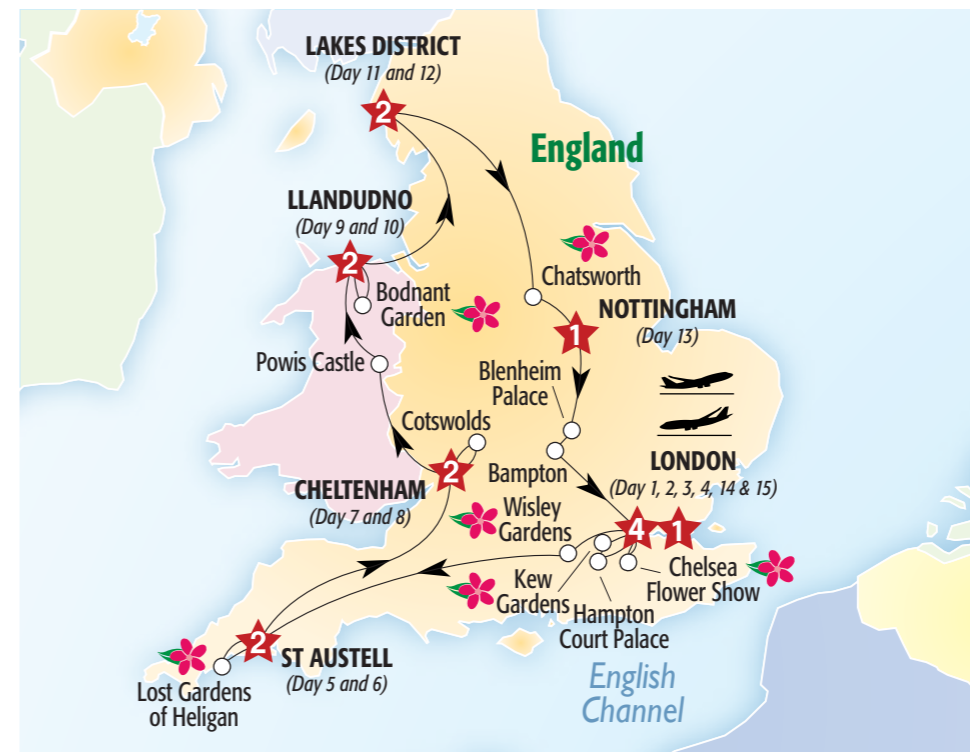 LAKES DISTRICT
(Day 11 and 12)
2
England
LLANDUDNO
(Day 9 and 10)
2
Chatsworth
Bodnant
Garden
NOTTINGHAM
(Day 13)
1
Powis Castle
Blenheim
Palace
Cotswolds
LONDON
(Day 1, 2, 3, 4, 14 & 15)
2
Bampton
CHELTENHAM
(Day 7 and 8)
Wisley
Gardens
4
1
Kew
Gardens
Chelsea
Flower Show
Hampton
Court Palace
2
ST AUSTELL
(Day 5 and 6)
Lost Gardens
of Heligan
English
Channel